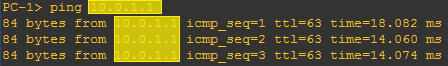 PC-1> ping 10.0.1.1
84 bytes from 10.0.1.1 icmp_seq=1 ttl=63 time=18.082 ms
84 bytes from 10.0.1.1 icmp_seq=2 ttl=63 time=14.060 ms
84 bytes from 10.0.1.1 icmp_seq=3 ttl=63 time=14.074 ms